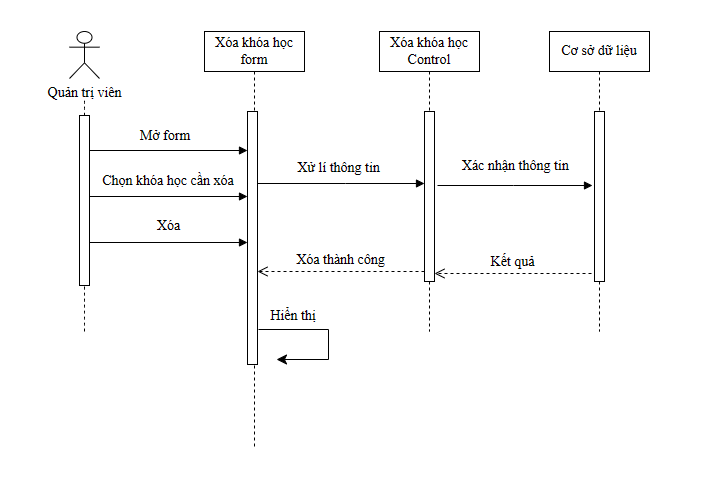 Xóa khóa học
form
Xóa khóa học
Control
Cơ sở dữ liệu
Quản trị viên
Mở form
Xử lí thông tin
Xác nhận thông tin
Chọn khóa học cần xóa
Xóa
Xóa thành công
Kết quả
Hiển thị